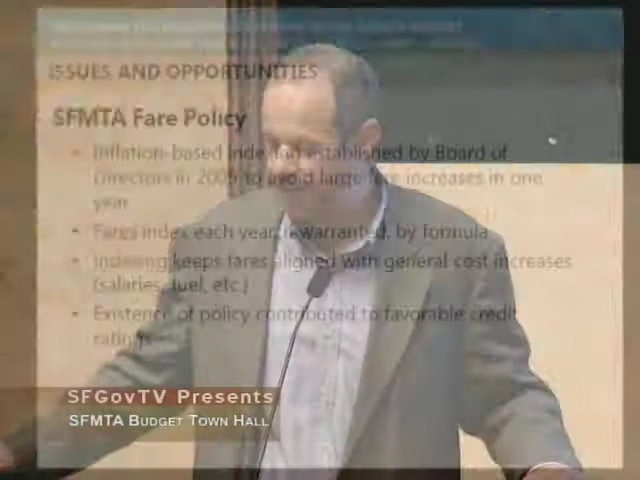 ISSUES AND OPPORTUNITIES
SFMTA Fare Policy
• Inflation-based indexing established by Board of
Directors in 2009 to avoid large fare increases in one
year
• Fares index each year, if warranted, by formula
• Indexing keeps fares aligned with general cost increases
(salaries, fuel, etc.)
• Existence of policy contributed to favorable credit
ratings
SFGovTV Presents
SFMTA BUDGET TOWN HALL